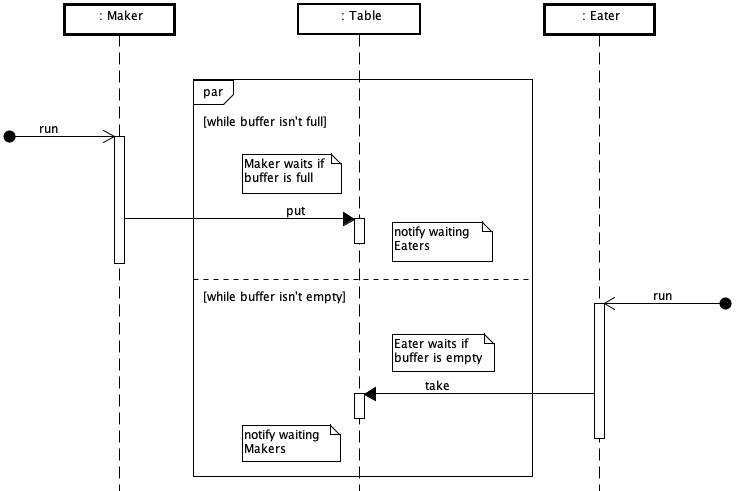 : Maker
: Table
: Eater
par
[while buffer isn't full]
run
Maker waits if
buffer is full
put
notify waiting
Eaters
[while buffer isn't empty]
run
Eater waits if
buffer is empty
take
notify waiting
Makers